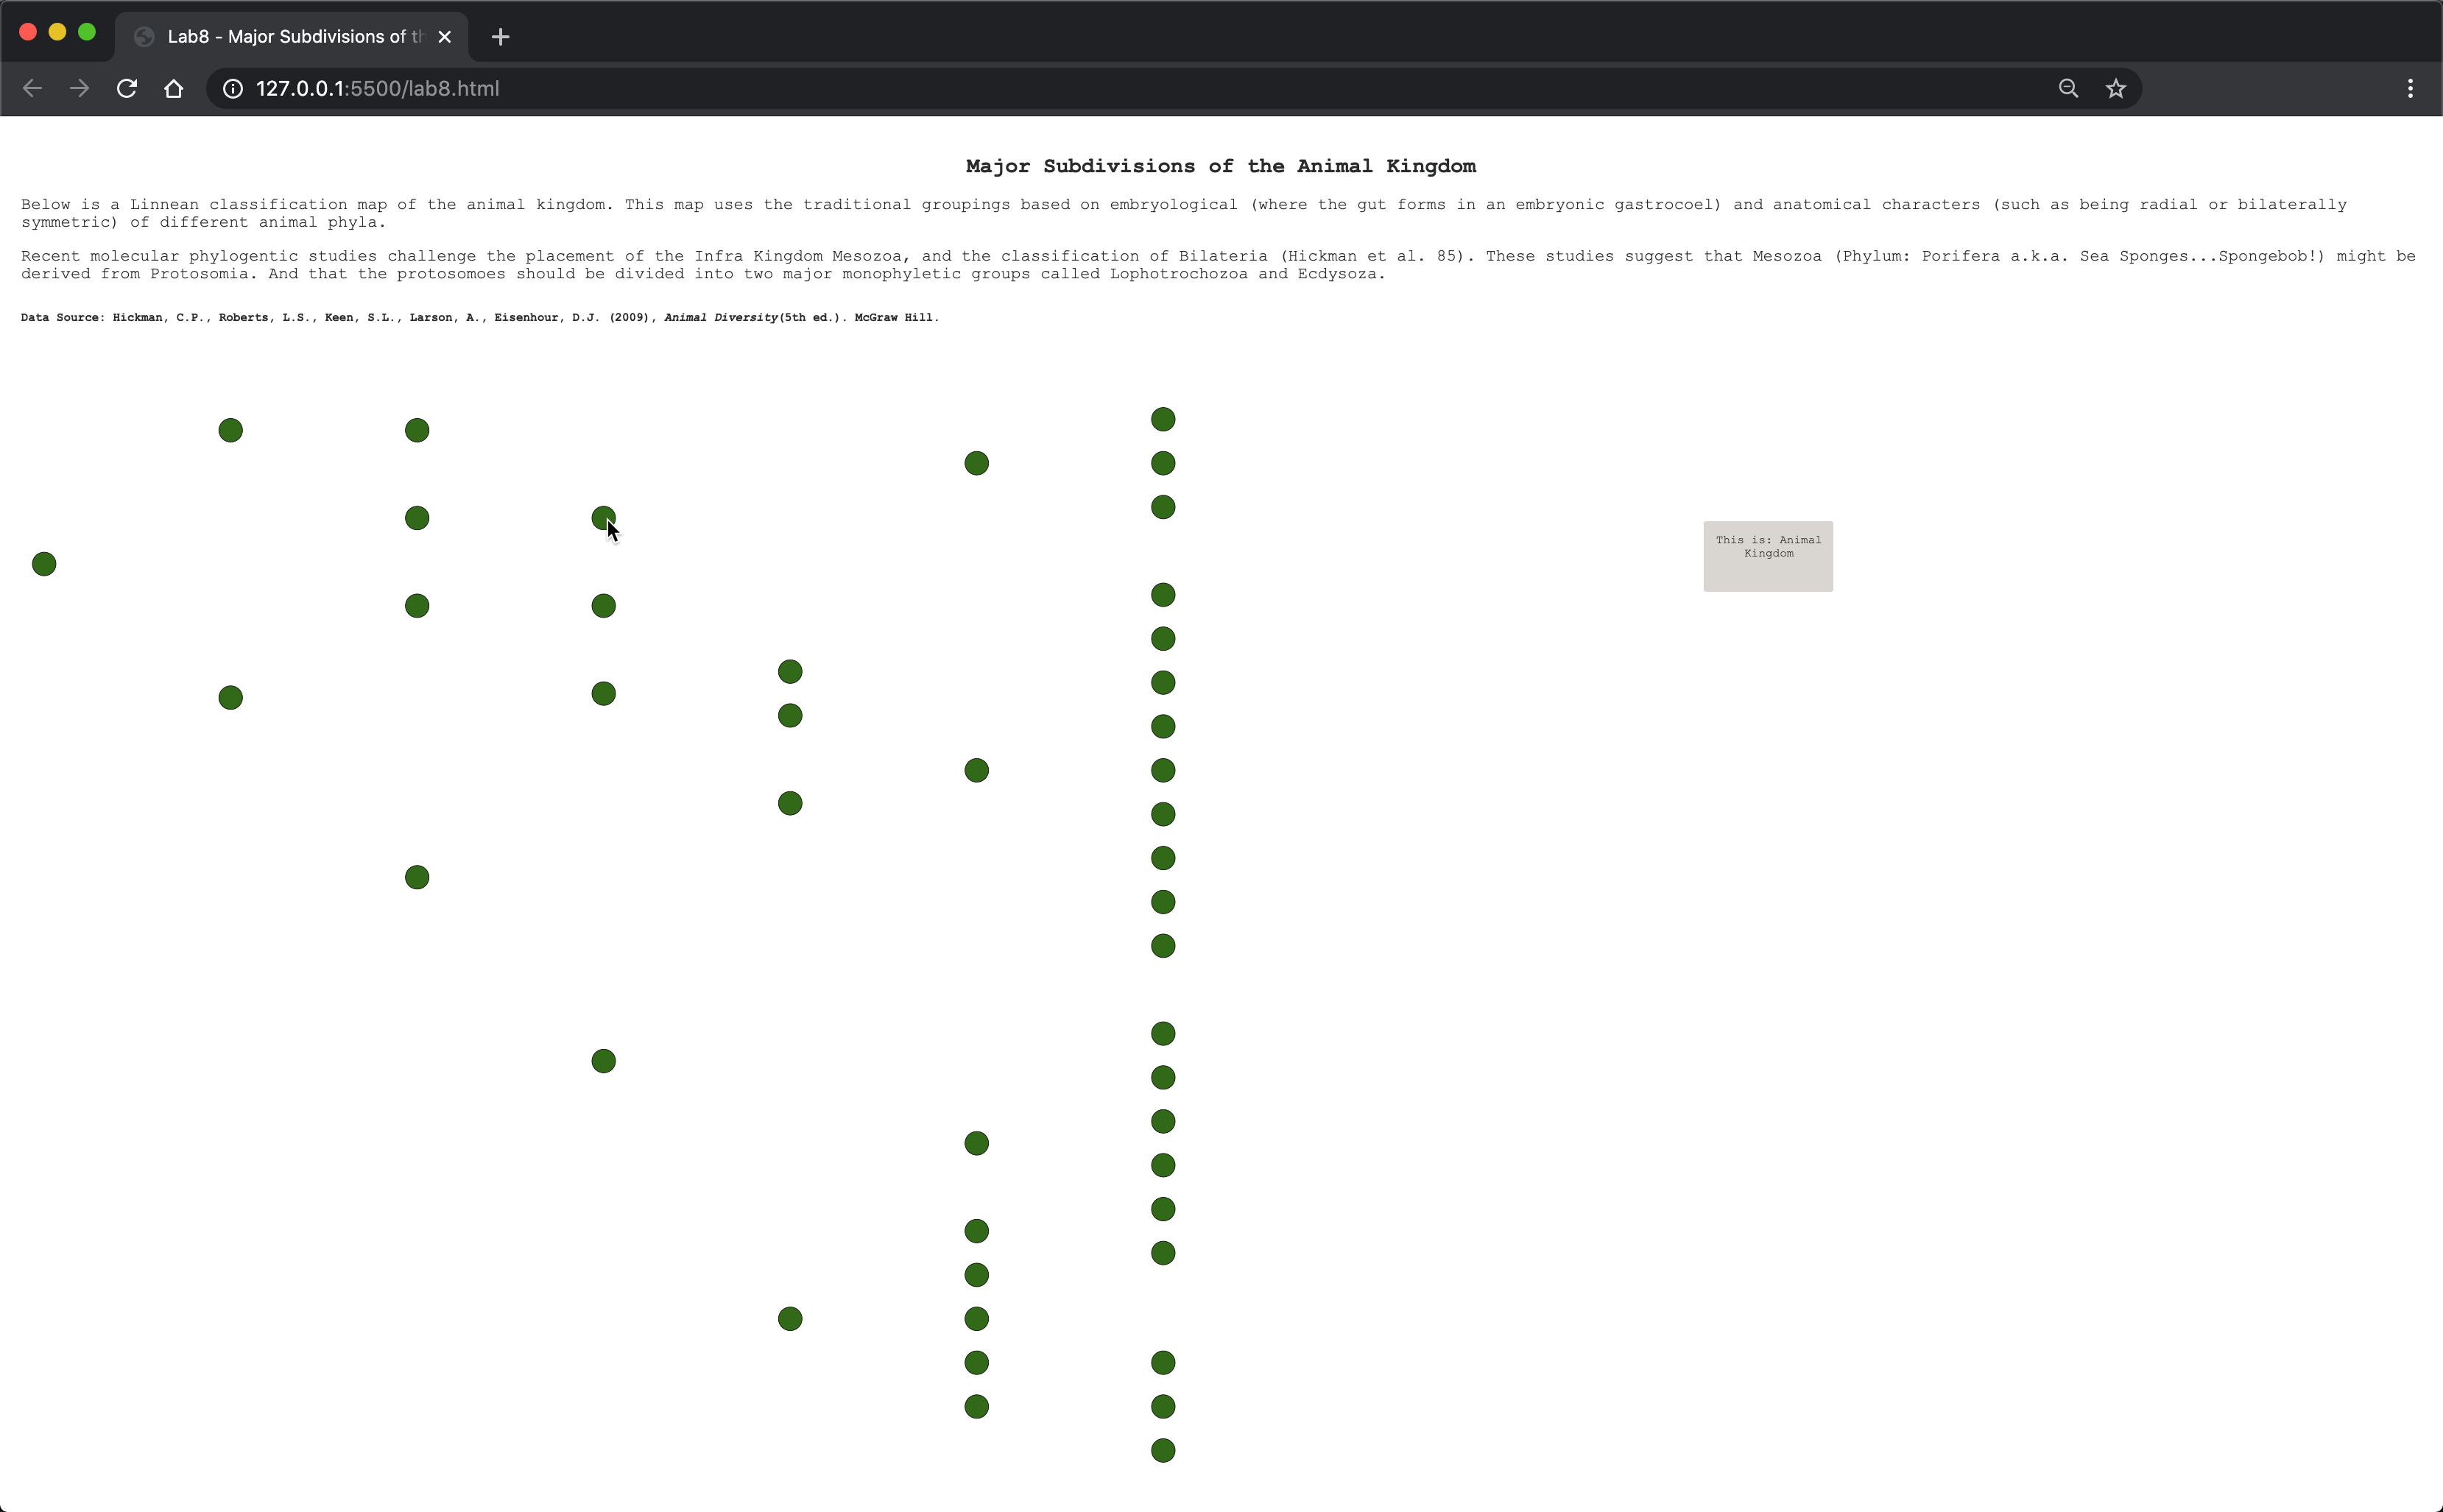 Lab8 - Major Subdivisions of th
127.0.0.1:5500/lab8.html
Major Subdivisions of the Animal Kingdom
Below is a Linnean classification map of the animal kingdom. This map uses the traditional groupings based on embryological (where the gut forms in an embryonic gastrocoel) and anatomical characters (such as being radial or bilaterally
symmetric) of different animal phyla.
Recent molecular phylogentic studies challenge the placement of the Infra Kingdom Mesozoa, and the classification of Bilateria (Hickman et al. 85). These studies suggest that Mesozoa (Phylum: Porifera a.k.a. Sea Sponges...Spongebob!) might be
derived from Protosomia. And that the protosomoes should be divided into two major monophyletic groups called Lophotrochozoa and Ecdysoza.
Data Source: Hickman, C.P., Roberts, L.S., Keen, S.L., Larson, A., Eisenhour, D.J. (2009), Animal Diversity(5th ed.). McGraw Hill.
This is: Animal
Kingdom